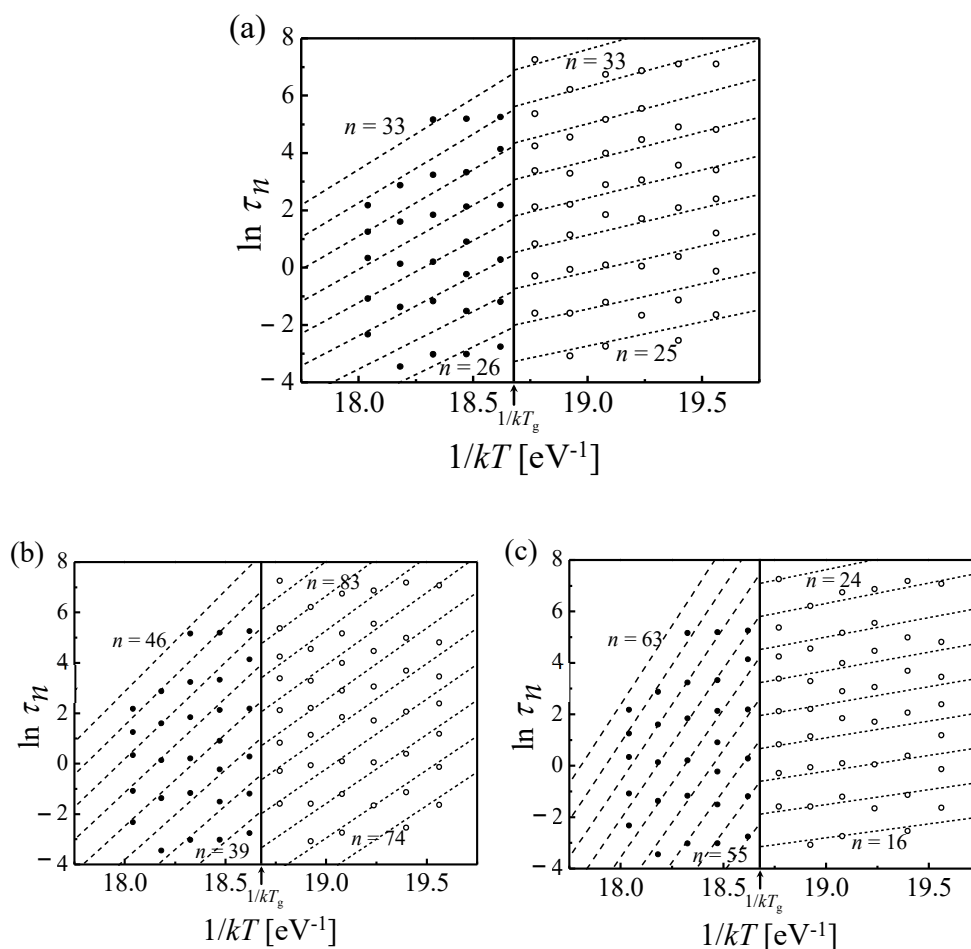 (a)
8
6
4
2
0
− 2
− 4
ln τn
n = 33
n = 33
n = 26
n = 25
18.0
18.5
19.0
19.5
1/kTg
1/kT [eV-1]
(b)
8
6
4
2
0
− 2
− 4
ln τn
n = 46
n = 83
n = 39
n = 74
18.0
18.5
19.0
19.5
1/kTg
1/kT [eV-1]
(c)
8
6
4
2
0
− 2
− 4
ln τn
n = 63
n = 24
n = 55
n = 16
18.0
18.5
19.0
19.5
1/kTg
1/kT [eV-1]